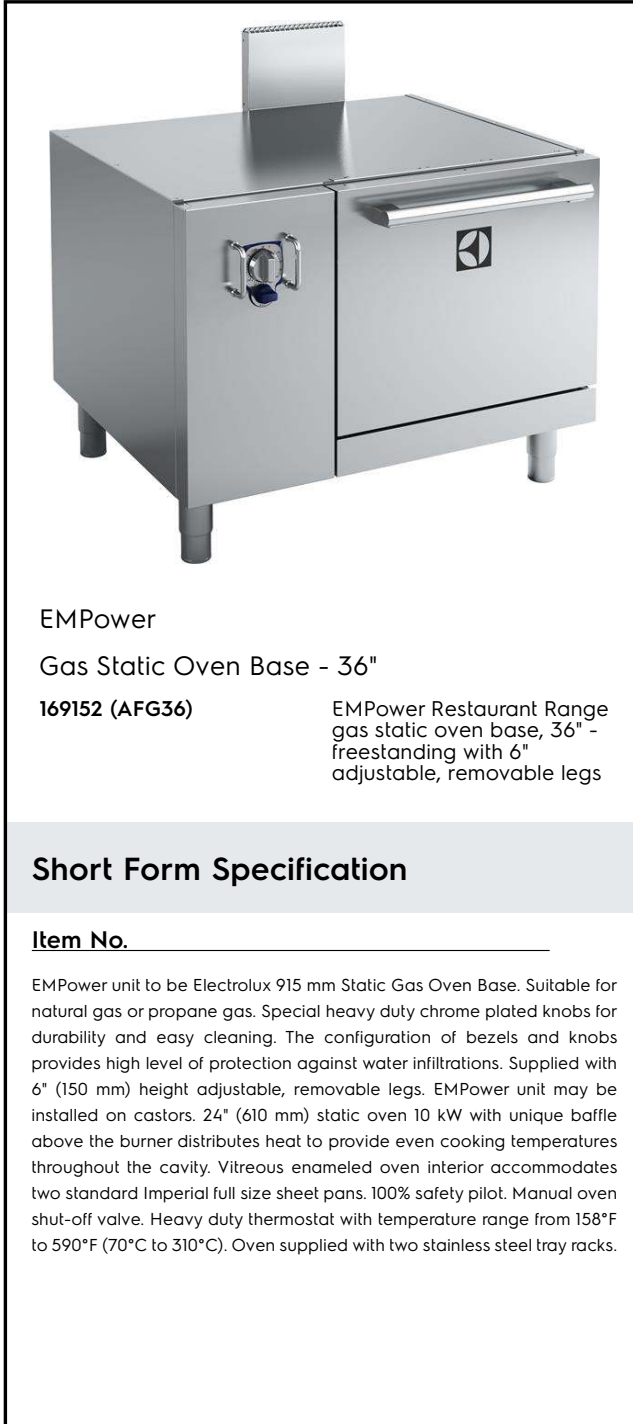 EMPower
Gas Static Oven Base - 36"
169152 (AFG36)
EMPower Restaurant Range
gas static oven base, 36" -
freestanding with 6"
adjustable, removable legs
Short Form Specification
Item No.
EMPower unit to be Electrolux 915 mm Static Gas Oven Base. Suitable for
natural gas or propane gas. Special heavy duty chrome plated knobs for
durability and easy cleaning. The configuration of bezels and knobs
provides high level of protection against water infiltrations. Supplied with
6" (150 mm) height adjustable, removable legs. EMPower unit may be
installed on castors. 24" (610 mm) static oven 10 kW with unique baffle
above the burner distributes heat to provide even cooking temperatures
throughout the cavity. Vitreous enameled oven interior accommodates
two standard Imperial full size sheet pans. 100% safety pilot. Manual oven
shut-off valve. Heavy duty thermostat with temperature range from 158°F
to 590°F (70°C to 310°C). Oven supplied with two stainless steel tray racks.